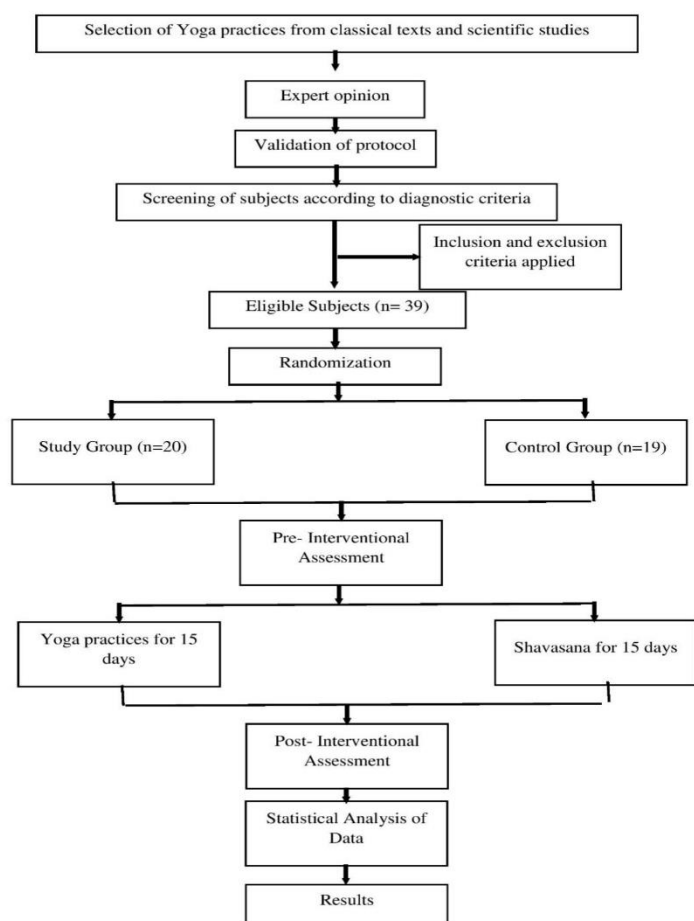 Selection of Yoga practices from classical texts and scientific studies
Expert opinion
Validation of protocol
Screening of subjects according to diagnostic criteria
Inclusion and exclusion
criteria applied
Eligible Subjects (n= 39)
Randomization
Study Group (n=20)
Control Group (n=19)
Pre- Interventional
Assessment
Yoga practices for 15
days
Shavasana for 15 days
Post- Interventional
Assessment
Statistical Analysis of
Data
Results